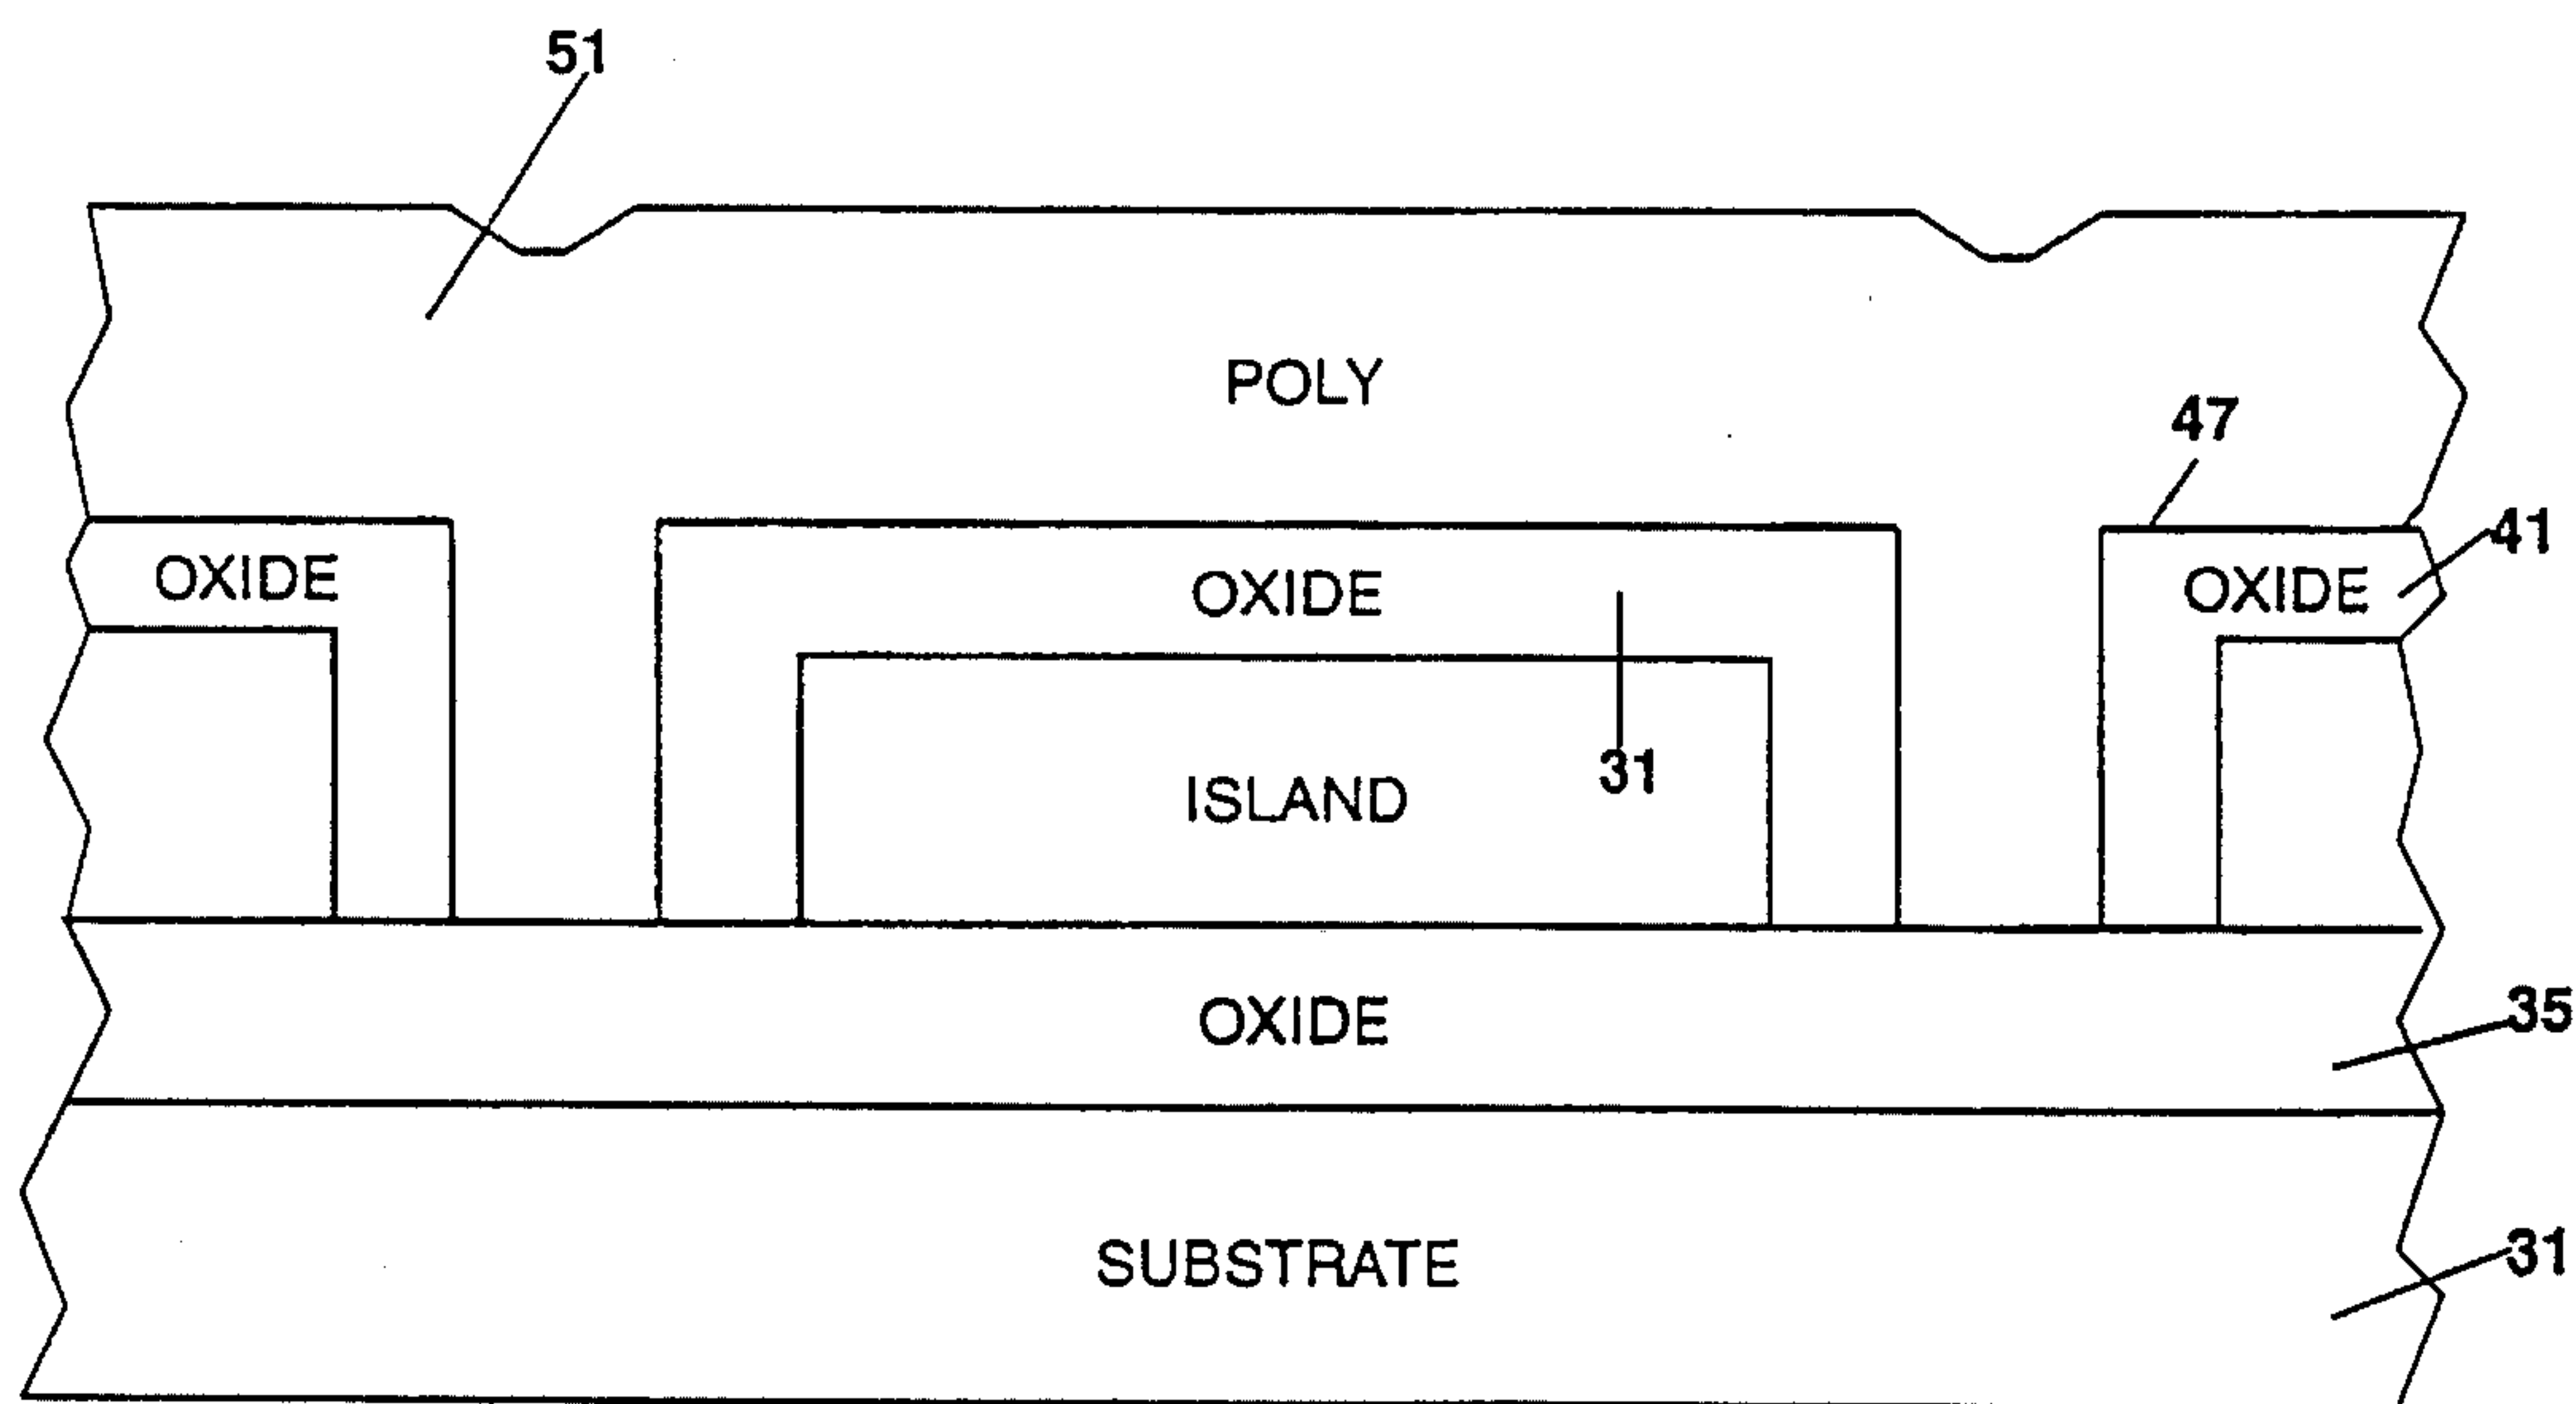 51
POLY
47
41
OXIDE
OXIDE
OXIDE
31
ISLAND
35
OXIDE
31
SUBSTRATE